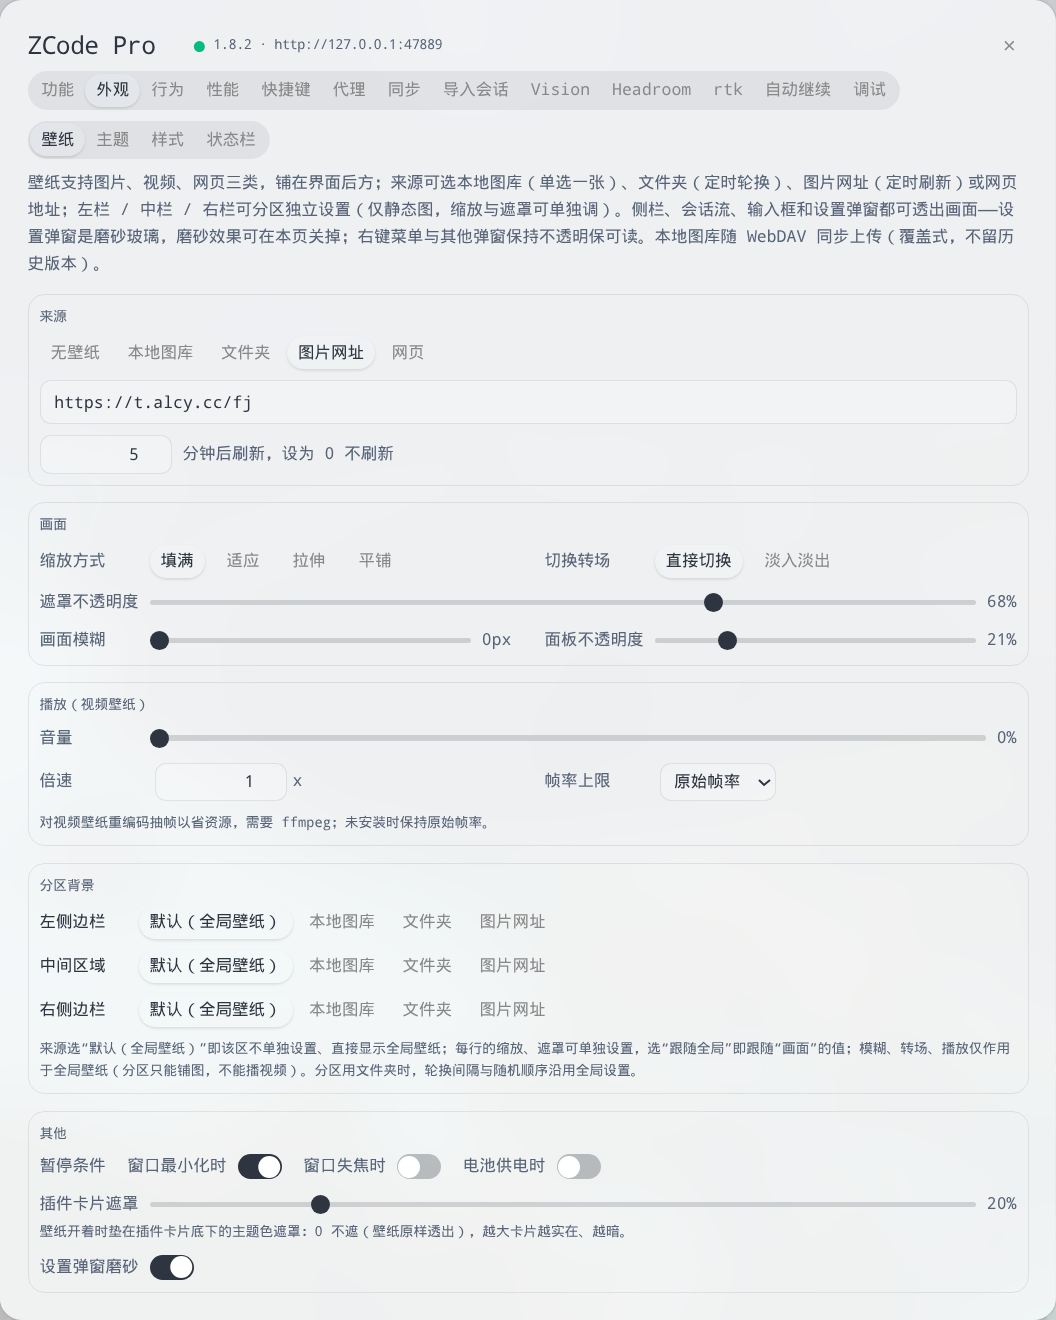 ZCode Pro 1.8.2 · http://127.0.0.1:47889 ×
功能 外观 行为 性能 快捷键 代理 同步 导入会话 Vision Headroom rtk 自动继续 调试
壁纸 主题 样式 状态栏
壁纸支持图片、视频、网页三类，铺在界面后方；来源可选本地图库（单选一张）、文件夹（定时轮换）、图片网址（定时刷新）或网页
地址；左栏 / 中栏 / 右栏可分区独立设置（仅静态图，缩放与遮罩可单独调）。侧栏、会话流、输入框和设置弹窗都可透出画面——设
置弹窗是磨砂玻璃，磨砂效果可在本页关掉；右键菜单与其他弹窗保持不透明保可读。本地图库随 WebDAV 同步上传（覆盖式，不留历
史版本）。
来源
无壁纸 本地图库 文件夹 图片网址 网页
https://t.alcy.cc/fj
5 分钟后刷新，设为 0 不刷新
画面
缩放方式 填满 适应 拉伸 平铺 切换转场 直接切换 淡入淡出
遮罩不透明度 68%
画面模糊 0px 面板不透明度 21%
播放（视频壁纸）
音量 0%
倍速 1 x 帧率上限 原始帧率
对视频壁纸重编码抽帧以省资源，需要 ffmpeg；未安装时保持原始帧率。
分区背景
左侧边栏 默认（全局壁纸） 本地图库 文件夹 图片网址
中间区域 默认（全局壁纸） 本地图库 文件夹 图片网址
右侧边栏 默认（全局壁纸） 本地图库 文件夹 图片网址
来源选“默认（全局壁纸）”即该区不单独设置、直接显示全局壁纸；每行的缩放、遮罩可单独设置，选“跟随全局”即跟随“画面”的值；模糊、转场、播放仅作用
于全局壁纸（分区只能铺图，不能播视频）。分区用文件夹时，轮换间隔与随机顺序沿用全局设置。
其他
暂停条件 窗口最小化时 窗口失焦时 电池供电时
插件卡片遮罩 20%
壁纸开着时垫在插件卡片底下的主题色遮罩：0 不遮（壁纸原样透出），越大卡片越实在、越暗。
设置弹窗磨砂